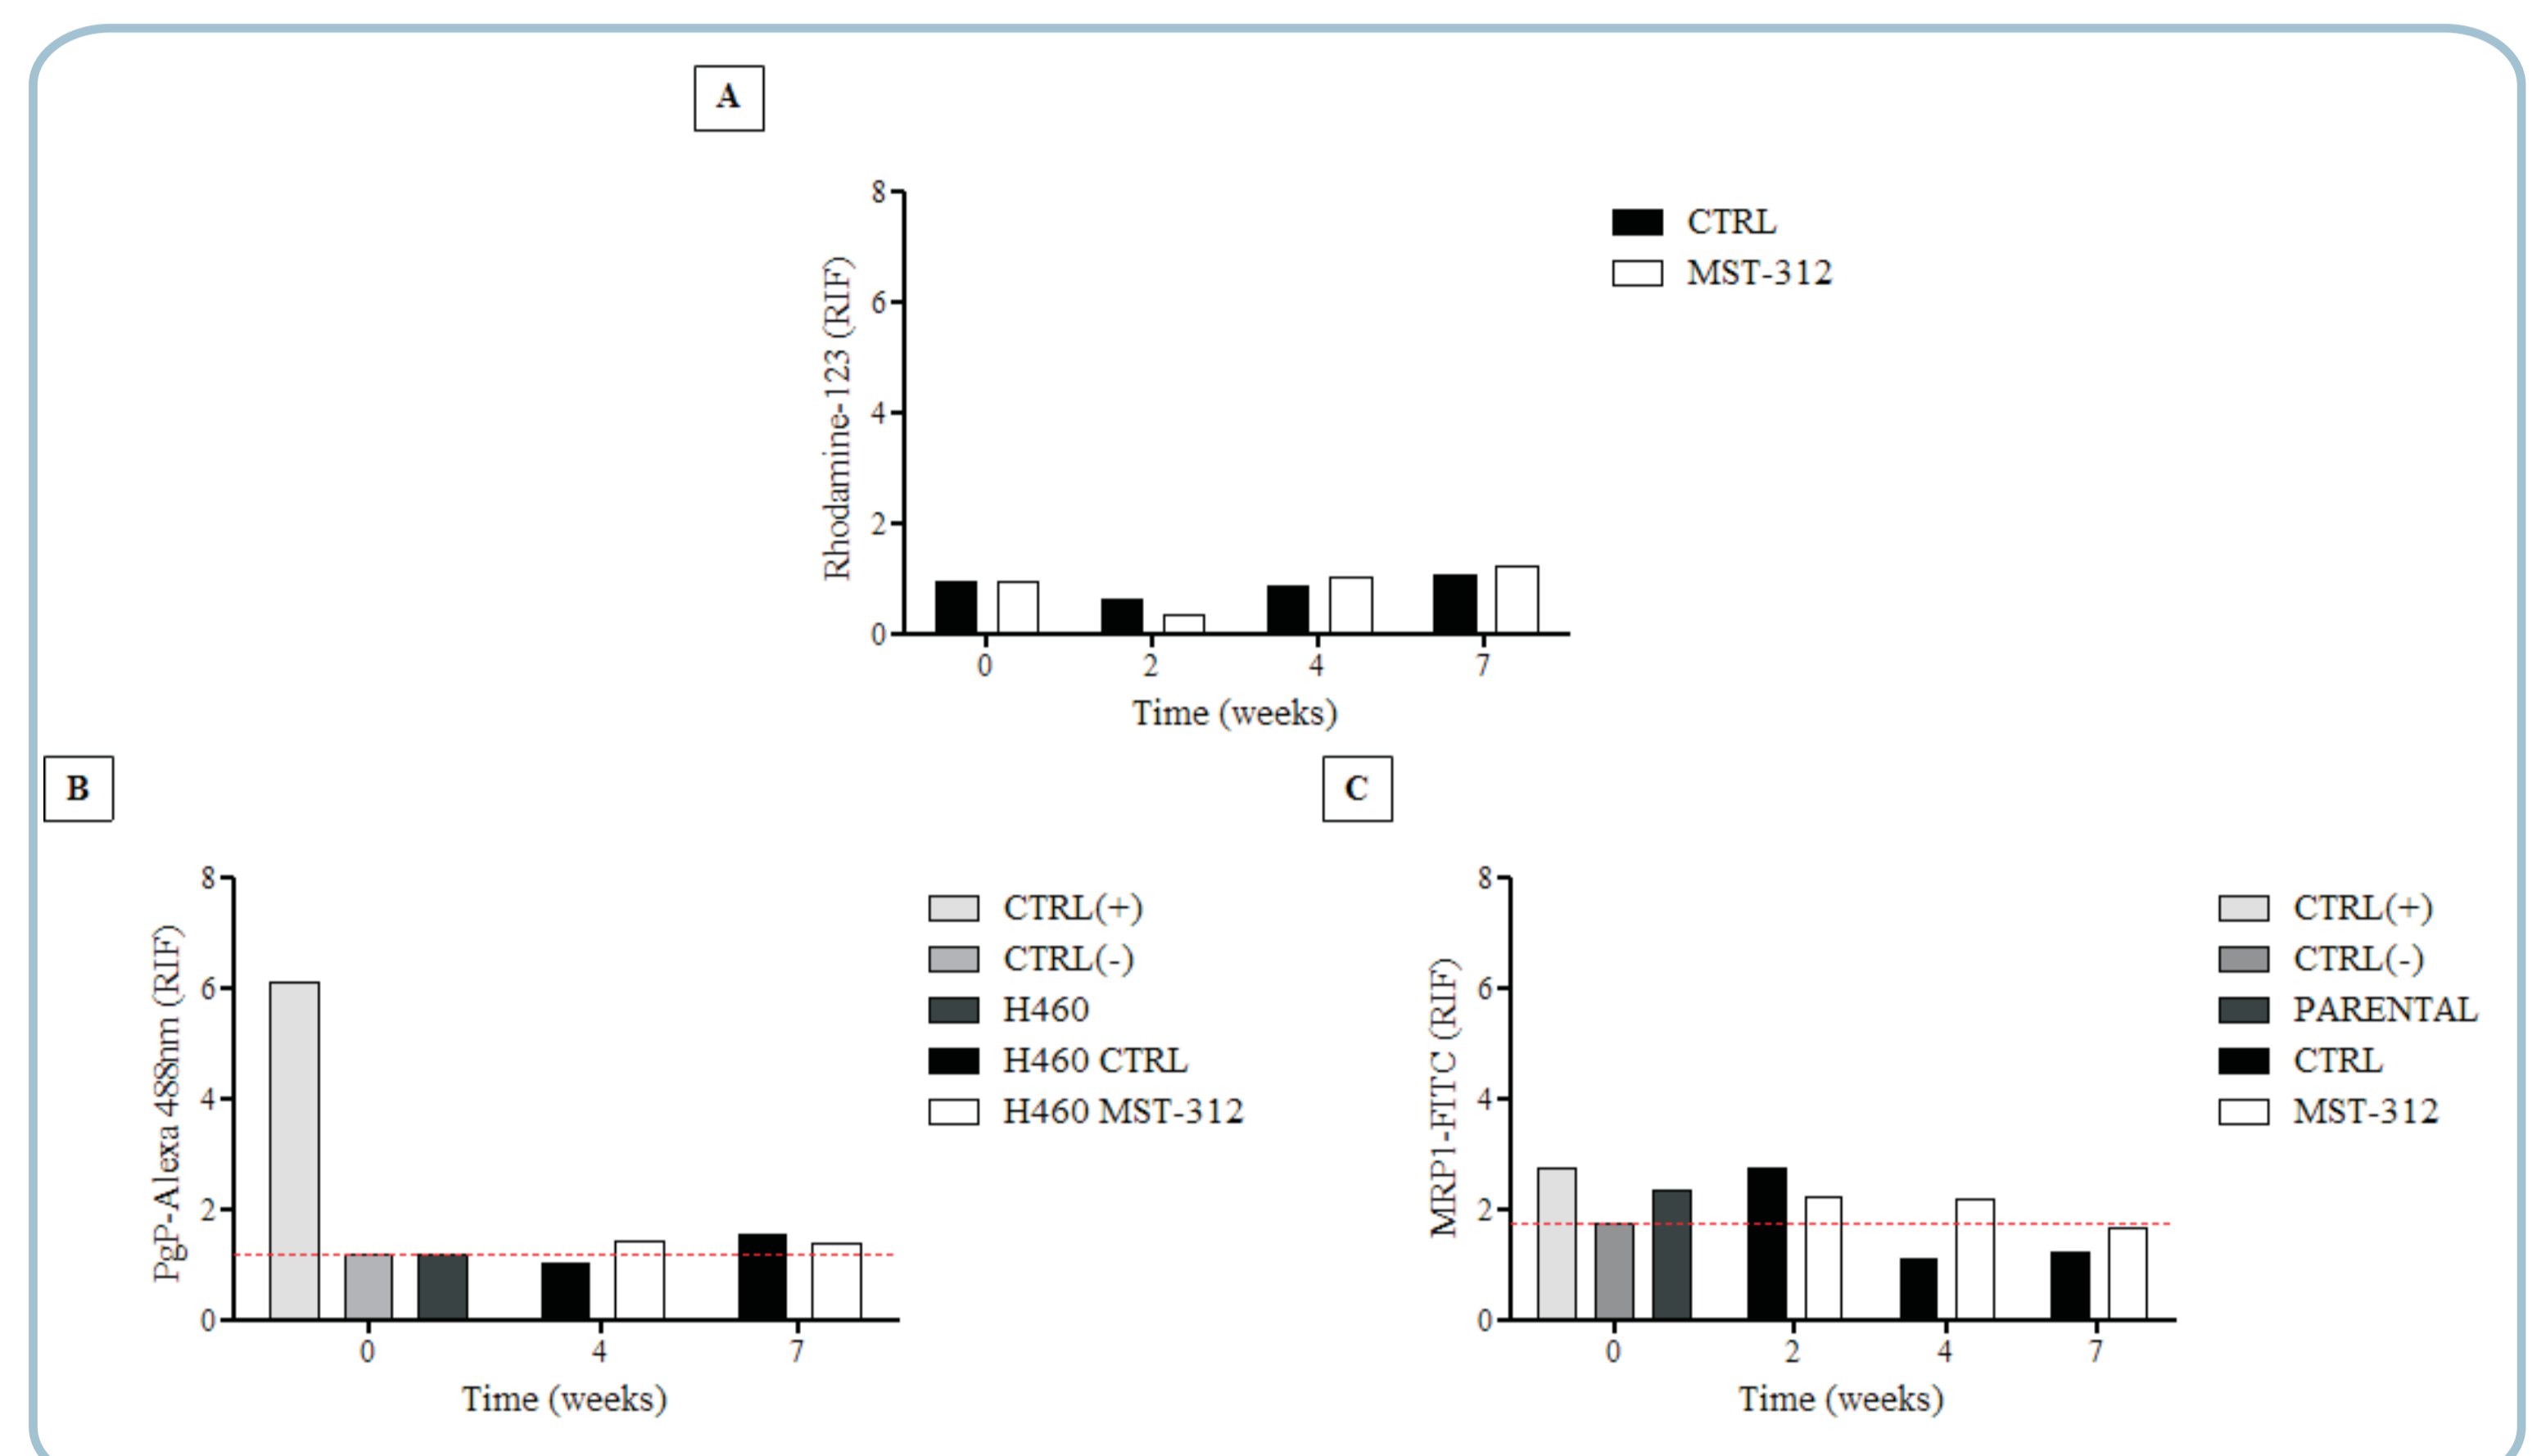 A
8
6
4
2
0
Rhodamine-123 (RIF)
0 2 4 7
Time (weeks)
CTRL
MST-312
B
8
6
4
2
0
PgP-Alexa 488nm (RIF)
0 4 7
Time (weeks)
CTRL(+)
CTRL(-)
H460
H460 CTRL
H460 MST-312
C
8
6
4
2
0
MRP1-FITC (RIF)
0 2 4 7
Time (weeks)
CTRL(+)
CTRL(-)
PARENTAL
CTRL
MST-312